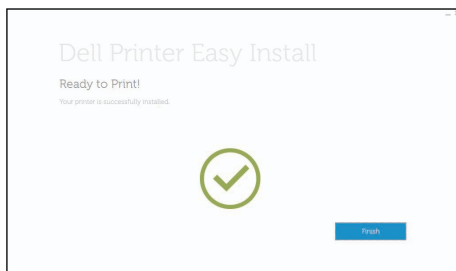 Dell Printer Easy Install
Ready to Print!
Your printer is successfully installed.
Finish